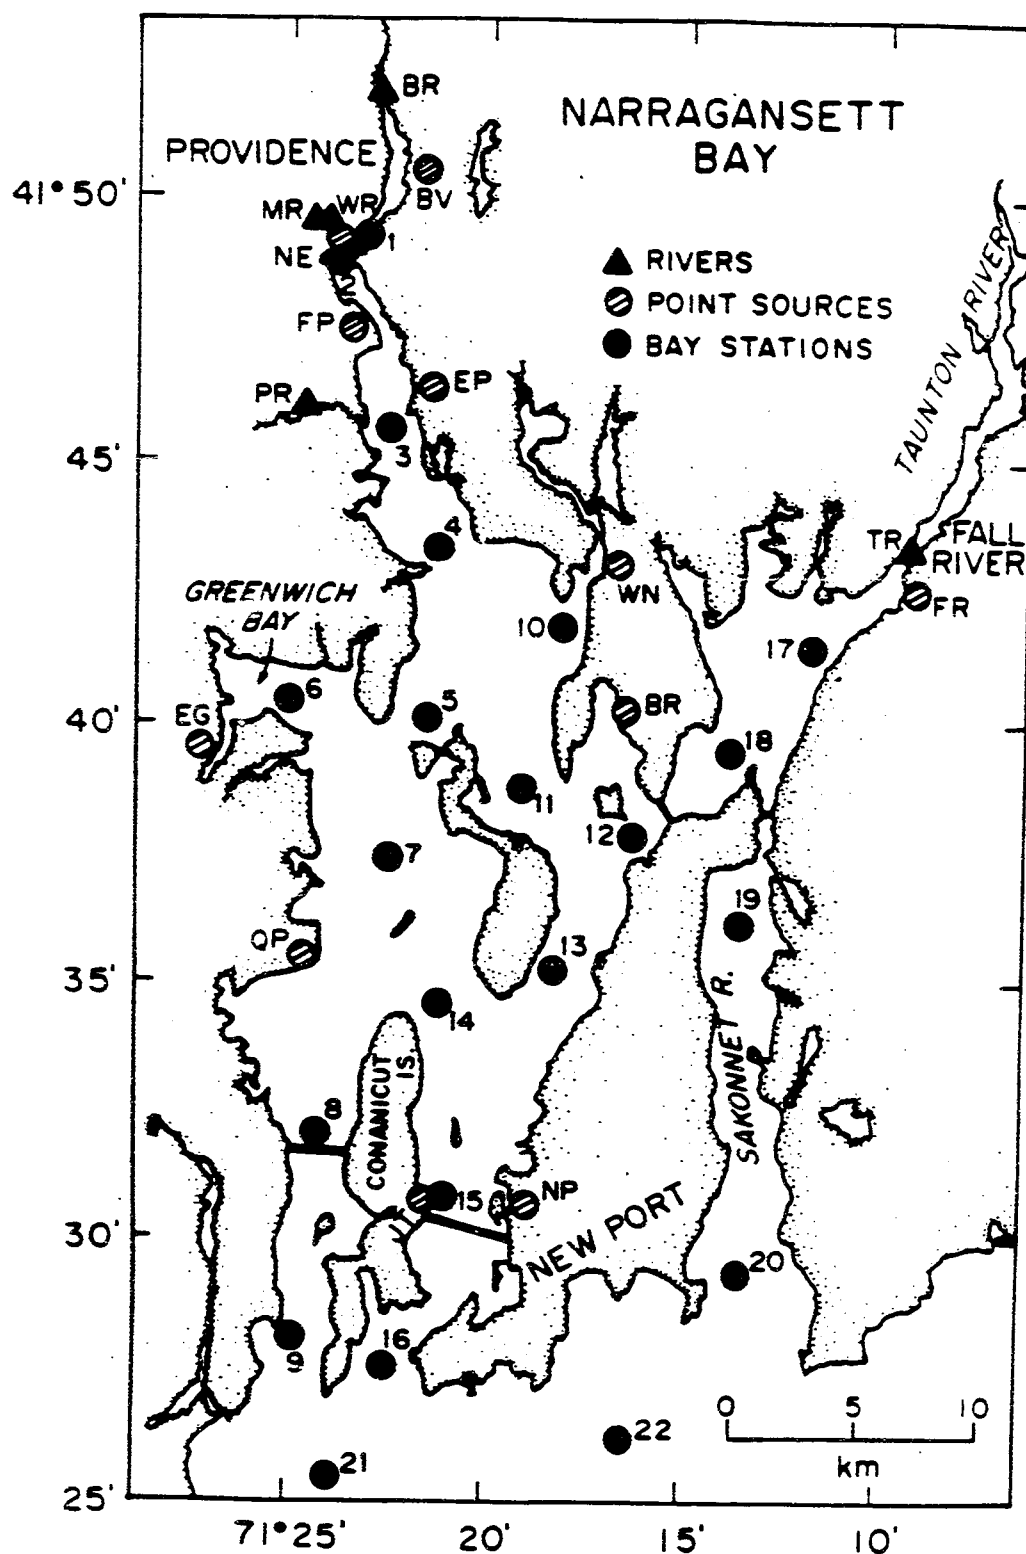 BR
NARRAGANSETT
BAY
PROVIDENCE
BV
41°50'
MR
WR
1
NE
RIVERS
POINT SOURCES
BAY STATIONS
FP
EP
PR
3
45'
TAUNTON RIVER
4
TR
FALL
RIVER
FR
WN
GREENWICH
BAY
10
17
6
5
EG
40'
BR
18
11
12
7
19
QP
13
35'
14
SAKONNET R.
CONANICUT
IS.
8
15
NP
NEW PORT
30'
20
9
16
0
5
10
km
22
21
25'
71°25'
20'
15'
10'